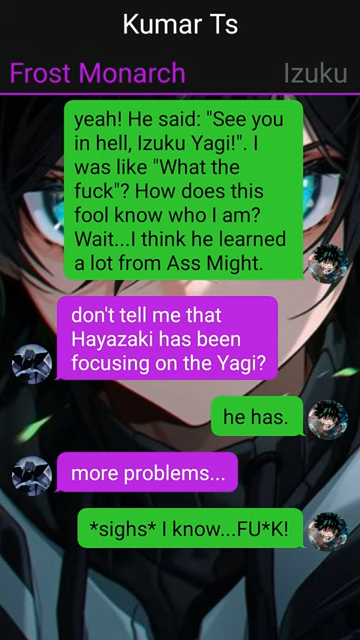 Kumar Ts
Frost Monarch Izuku
yeah! He said: "See you
in hell, Izuku Yagi!". I
was like "What the
fuck"? How does this
fool know who I am?
Wait...I think he learned
a lot from Ass Might.
don't tell me that
Hayazaki has been
focusing on the Yagi?
he has.
more problems...
*sighs* I know...FU*K!